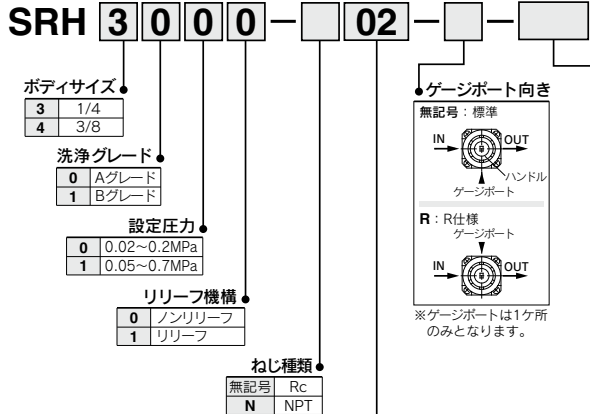 SRH 3 0 0 0 － □ 02 － □ － □
ボディサイズ
3 1/4
4 3/8
洗浄グレード
0 Aグレード
1 Bグレード
設定圧力
0 0.02～0.2MPa
1 0.05～0.7MPa
リリーフ機構
0 ノンリリーフ
1 リリーフ
ねじ種類
無記号 Rc
N NPT
ゲージポート向き
無記号：標準
IN OUT
ハンドル
ゲージポート
R：R仕様
ゲージポート
IN OUT
※ゲージポートは1ケ所
のみとなります。